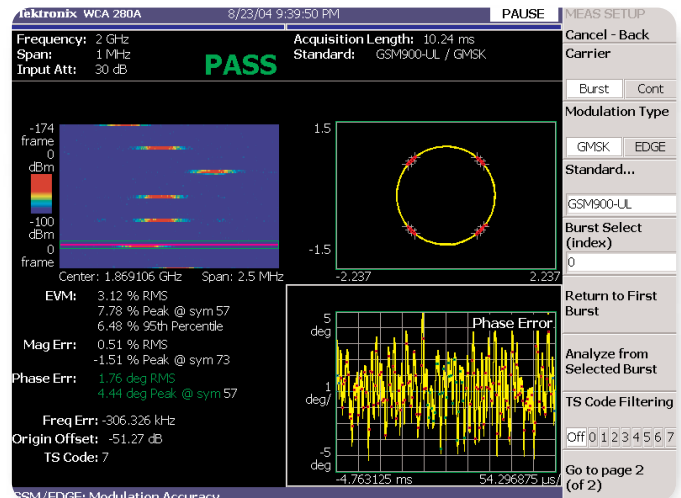 Tektronix WCA 280A 8/23/04 9:39:50 PM PAUSE MEAS SETUP
Cancel - Back
Frequency: 2 GHz
Span: 1 MHz
Input Att: 30 dB
PASS
Acquisition Length: 10.24 ms
Standard: GSM900-UL / GMSK
-174
frame
0
dBm
-100
dBm
0
frame
Center: 1.869106 GHz Span: 2.5 MHz
1.5
-1.5
-2.237 2.237
EVM: 3.12 % RMS
7.78 % Peak @ sym 57
6.48 % 95th Percentile
Mag Err: 0.51 % RMS
-1.51 % Peak @ sym 73
Phase Err: 1.76 deg RMS
4.44 deg Peak @ sym 57
Freq Err: -306.326 kHz
Origin Offset: -51.27 dB
TS Code: 7
5
deg
Phase Error
1
deg/
-5
deg
-4.763125 ms 54.296875 µs/
GSM/EDGE: Modulation Accuracy
Carrier
Burst Cont
Modulation Type
GMSK EDGE
Standard...
GSM900-UL
Burst Select
(index)
0
Return to First
Burst
Analyze from
Selected Burst
TS Code Filtering
Off 0 1 2 3 4 5 6 7
Go to page 2
(of 2)